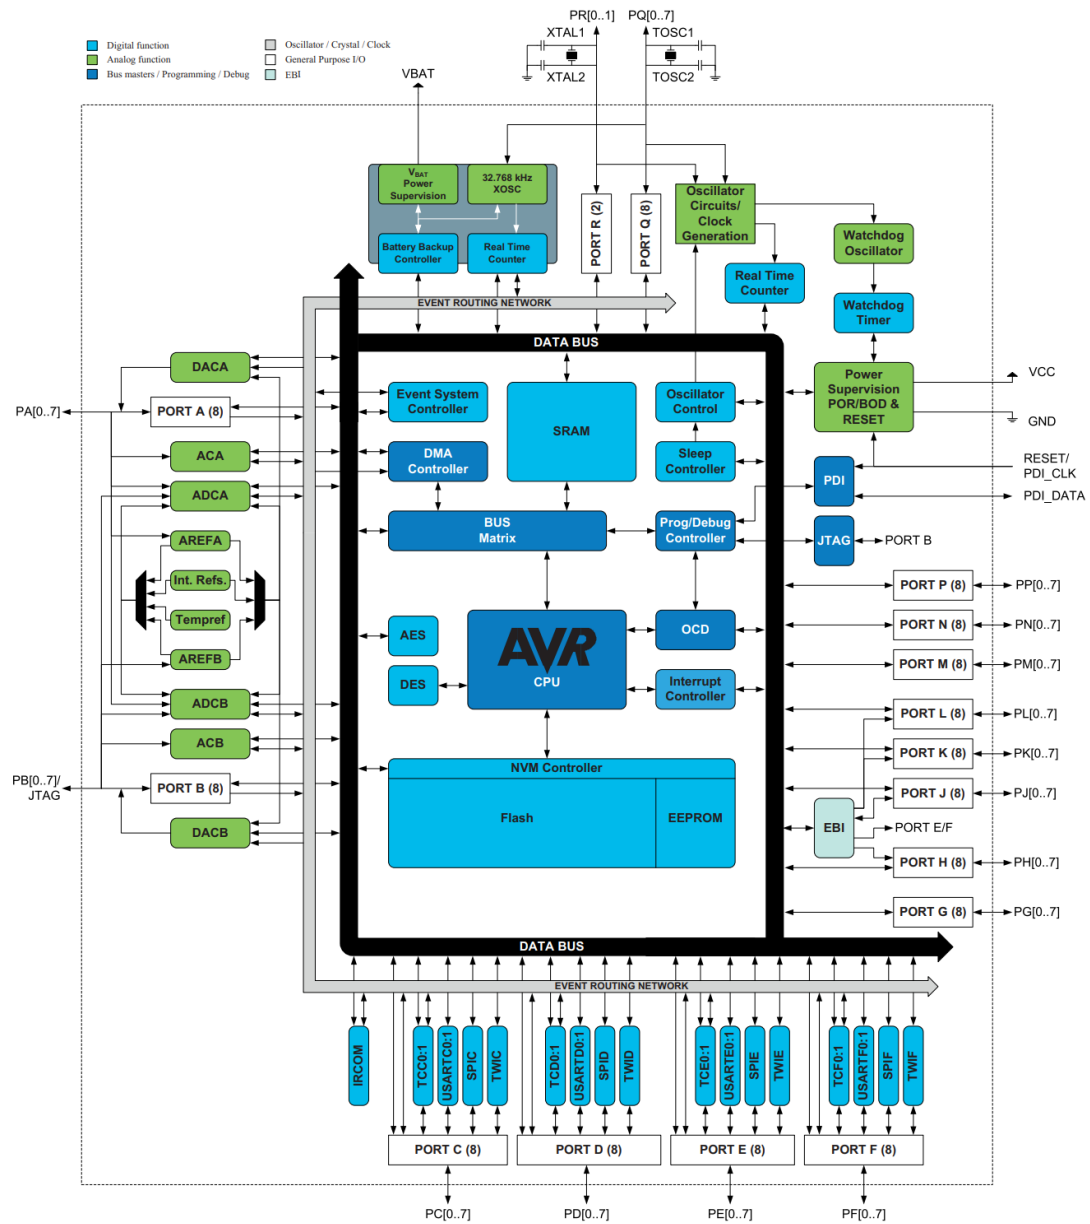 PR[0..1]
PQ[0..7]
XTAL1
TOSC1
XTAL2
TOSC2
Digital function
Analog function
Bus masters / Programming / Debug
Oscillator / Crystal / Clock
General Purpose I/O
EBI
VBAT
VBAT
Power
Supervision
32.768 kHz
XOSC
Battery Backup
Controller
Real Time
Counter
PORT R (2)
PORT Q (8)
Oscillator
Circuits/
Clock
Generation
Watchdog
Oscillator
Real Time
Counter
Watchdog
Timer
EVENT ROUTING NETWORK
DATA BUS
DACA
PA[0..7]
PORT A (8)
ACA
ADCA
AREFA
Int. Refs.
Tempref
AREFB
ADCB
ACB
PB[0..7]/
JTAG
PORT B (8)
DACB
Event System
Controller
SRAM
Oscillator
Control
DMA
Controller
Sleep
Controller
BUS
Matrix
Prog/Debug
Controller
AES
DES
AVR
CPU
OCD
Interrupt
Controller
NVM Controller
Flash
EEPROM
Power
Supervision
POR/BOD &
RESET
VCC
GND
RESET/
PDI_CLK
PDI
PDI_DATA
JTAG
PORT B
PORT P (8)
PP[0..7]
PORT N (8)
PN[0..7]
PORT M (8)
PM[0..7]
PORT L (8)
PL[0..7]
PORT K (8)
PK[0..7]
PORT J (8)
PJ[0..7]
EBI
PORT E/F
PORT H (8)
PH[0..7]
PORT G (8)
PG[0..7]
DATA BUS
EVENT ROUTING NETWORK
IRCOM
TCC0:1
USARTC0:1
SPIC
TWIC
TCD0:1
USARTD0:1
SPID
TWID
TCE0:1
USARTE0:1
SPIE
TWIE
TCF0:1
USARTF0:1
SPIF
TWIF
PORT C (8)
PORT D (8)
PORT E (8)
PORT F (8)
PC[0..7]
PD[0..7]
PE[0..7]
PF[0..7]